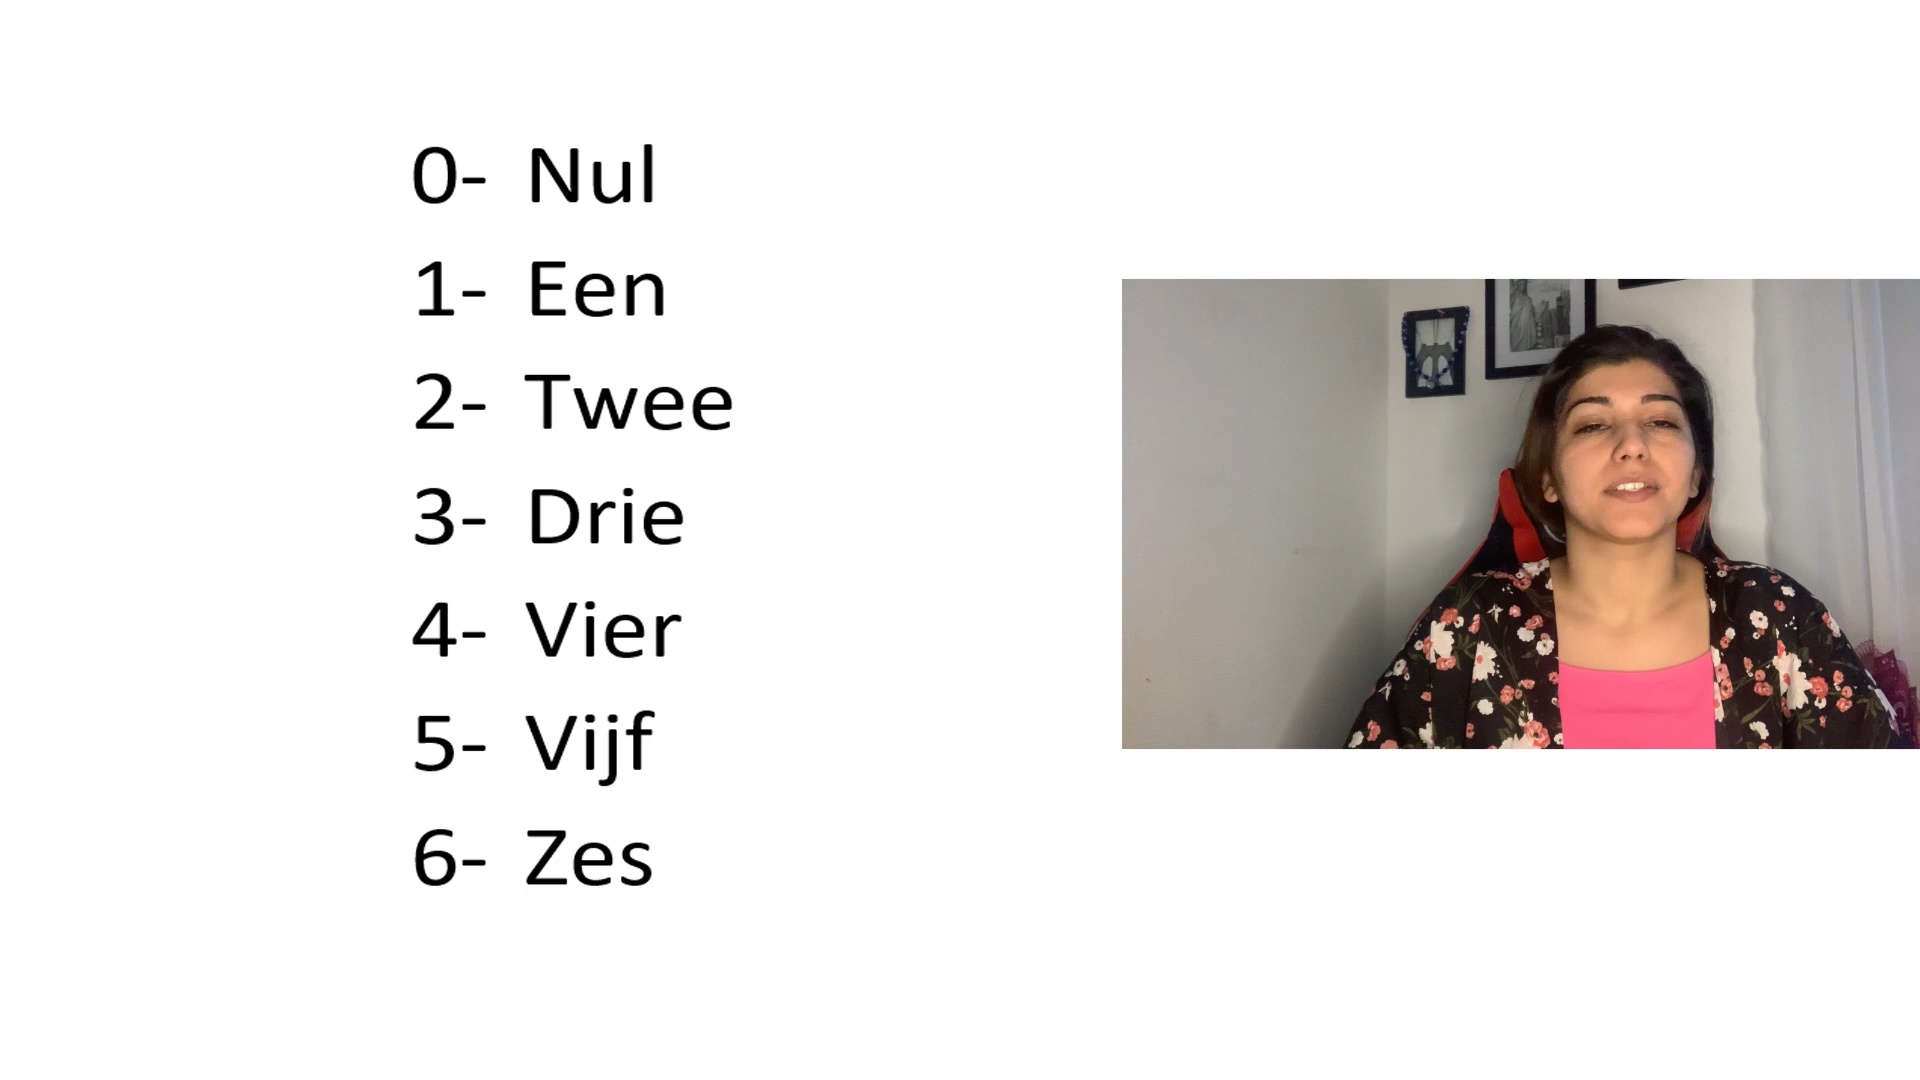 0- Nul
1- Een
2- Twee
3- Drie
4- Vier
5- Vijf
6- Zes